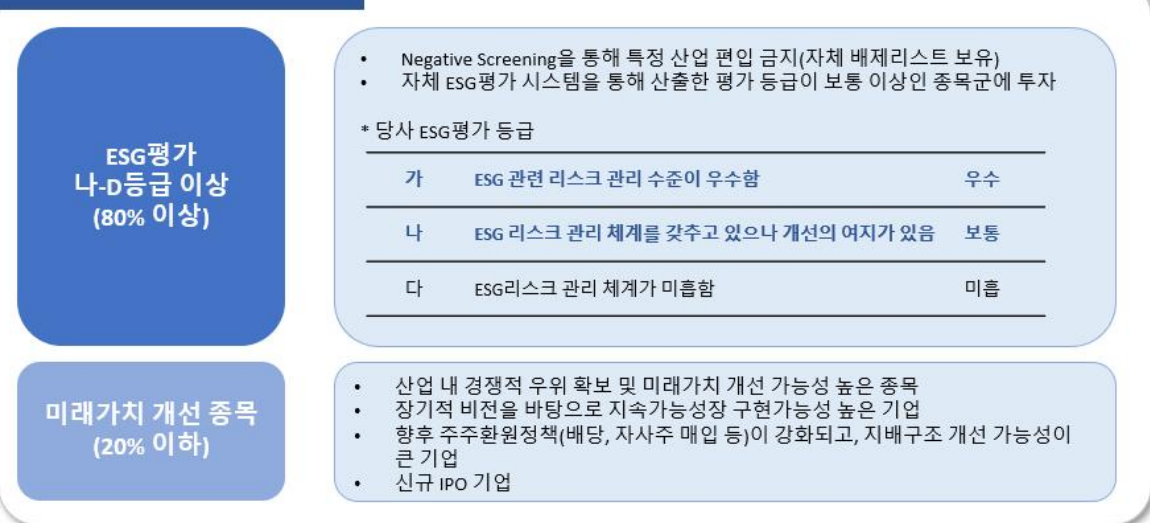 ESG평가
나-D등급 이상
(80% 이상)
• Negative Screening을 통해 특정 산업 편입 금지(자체 배제리스트 보유)
• 자체 ESG평가 시스템을 통해 산출한 평가 등급이 보통 이상인 종목군에 투자
* 당사 ESG평가 등급
가 ESG 관련 리스크 관리 수준이 우수함 우수
나 ESG 리스크 관리 체계를 갖추고 있으나 개선의 여지가 있음 보통
다 ESG리스크 관리 체계가 미흡함 미흡
미래가치 개선 종목
(20% 이하)
• 산업 내 경쟁적 우위 확보 및 미래가치 개선 가능성 높은 종목
• 장기적 비전을 바탕으로 지속가능성장 구현가능성 높은 기업
• 향후 주주환원정책(배당, 자사주 매입 등)이 강화되고, 지배구조 개선 가능성이
큰 기업
• 신규 IPO 기업